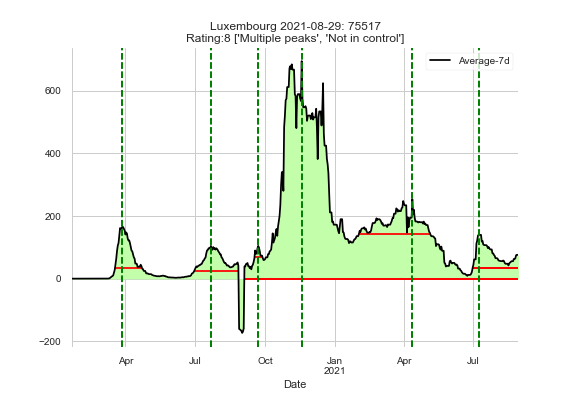 Luxembourg 2021-08-29: 75517
Rating:8 ['Multiple peaks', 'Not in control']
Average-7d
600
400
200
0
−200
Apr
Jul
Oct
Jan
2021
Apr
Jul
Date